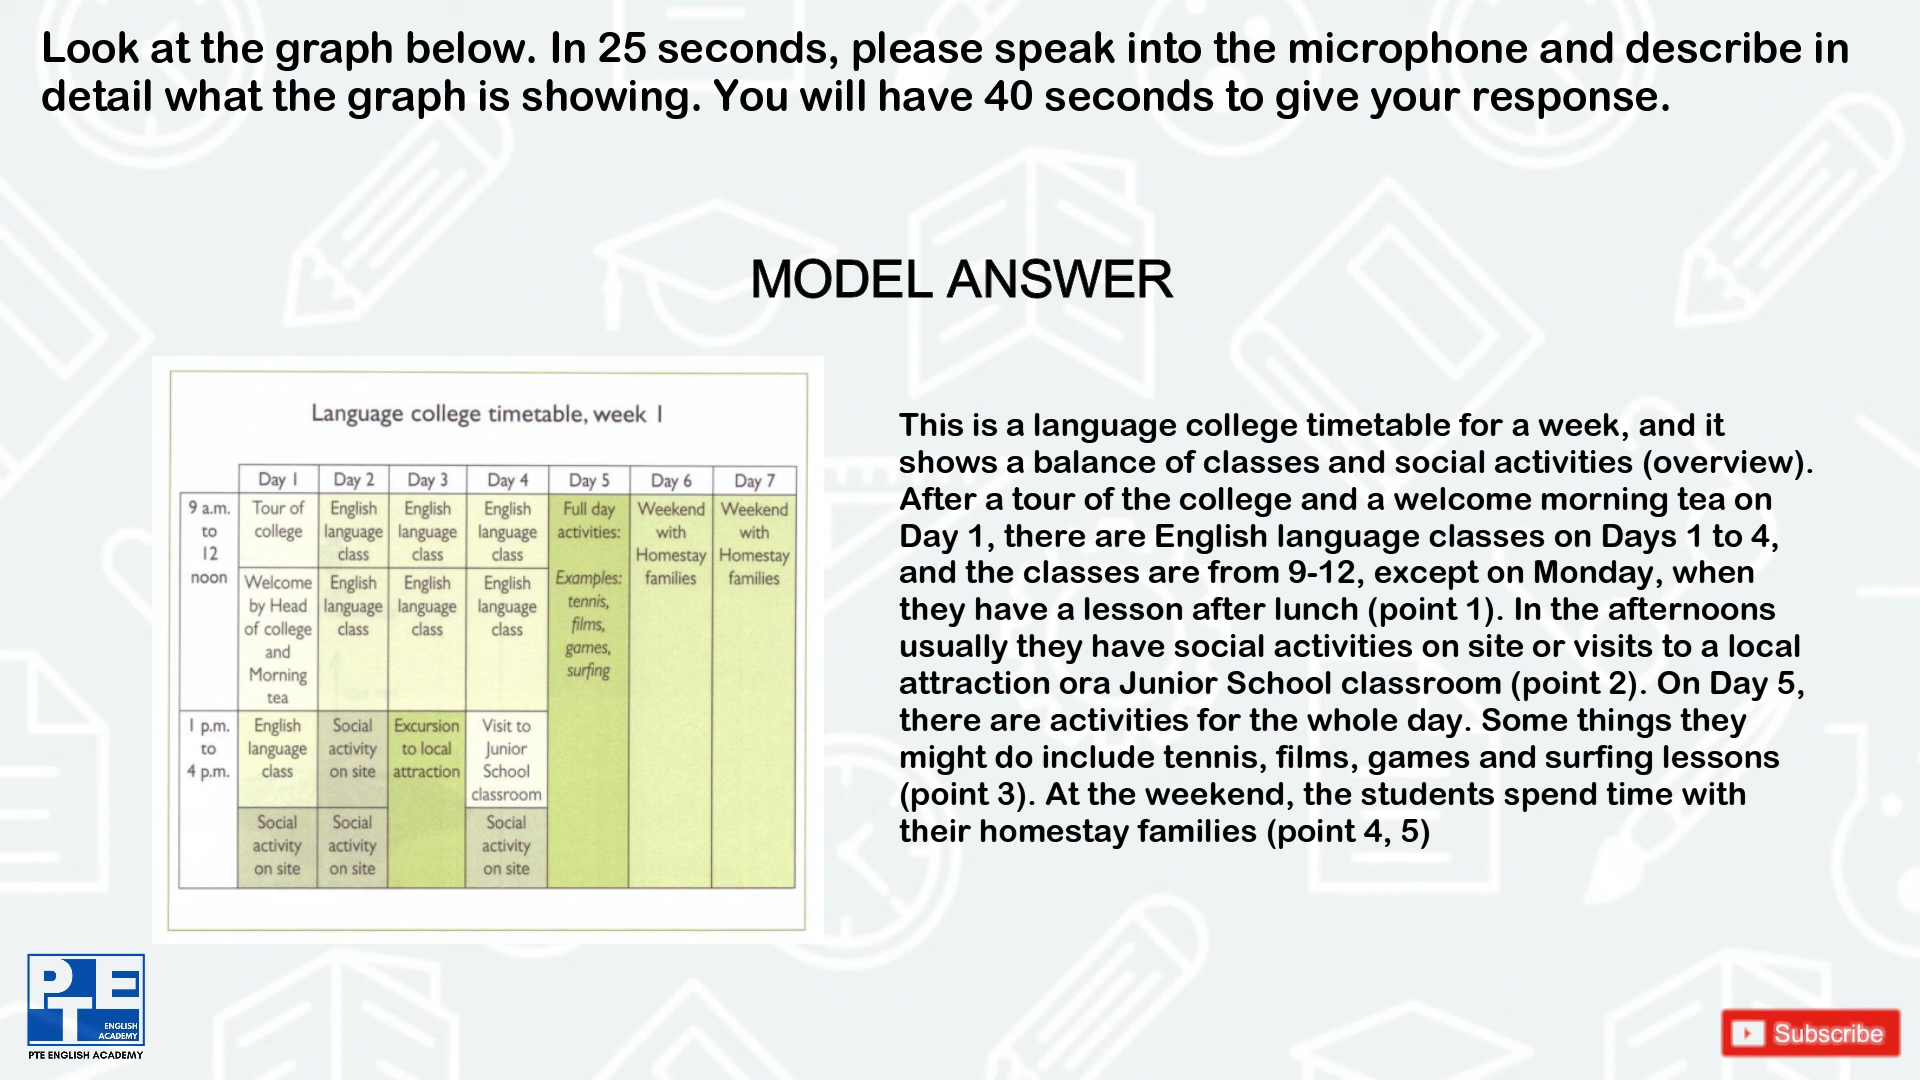 Look at the graph below. In 25 seconds, please speak into the microphone and describe in
detail what the graph is showing. You will have 40 seconds to give your response.
MODEL ANSWER
Language college timetable, week 1
Day 1 Day 2 Day 3 Day 4 Day 5 Day 6 Day 7
9 a.m. Tour of English English English Full day Weekend Weekend
to college language language language activities: with with
12 class class class Homestay Homestay
noon Welcome English English English Examples: families families
by Head language language language tennis,
of college class class class films,
and games,
Morning surfing
tea
1 p.m. English Social Excursion Visit to
to language activity to local Junior
4 p.m. class on site attraction School
classroom
Social Social Social
activity activity activity
on site on site on site
This is a language college timetable for a week, and it
shows a balance of classes and social activities (overview).
After a tour of the college and a welcome morning tea on
Day 1, there are English language classes on Days 1 to 4,
and the classes are from 9-12, except on Monday, when
they have a lesson after lunch (point 1). In the afternoons
usually they have social activities on site or visits to a local
attraction ora Junior School classroom (point 2). On Day 5,
there are activities for the whole day. Some things they
might do include tennis, films, games and surfing lessons
(point 3). At the weekend, the students spend time with
their homestay families (point 4, 5)
PTE
ENGLISH
ACADEMY
PTE ENGLISH ACADEMY
Subscribe